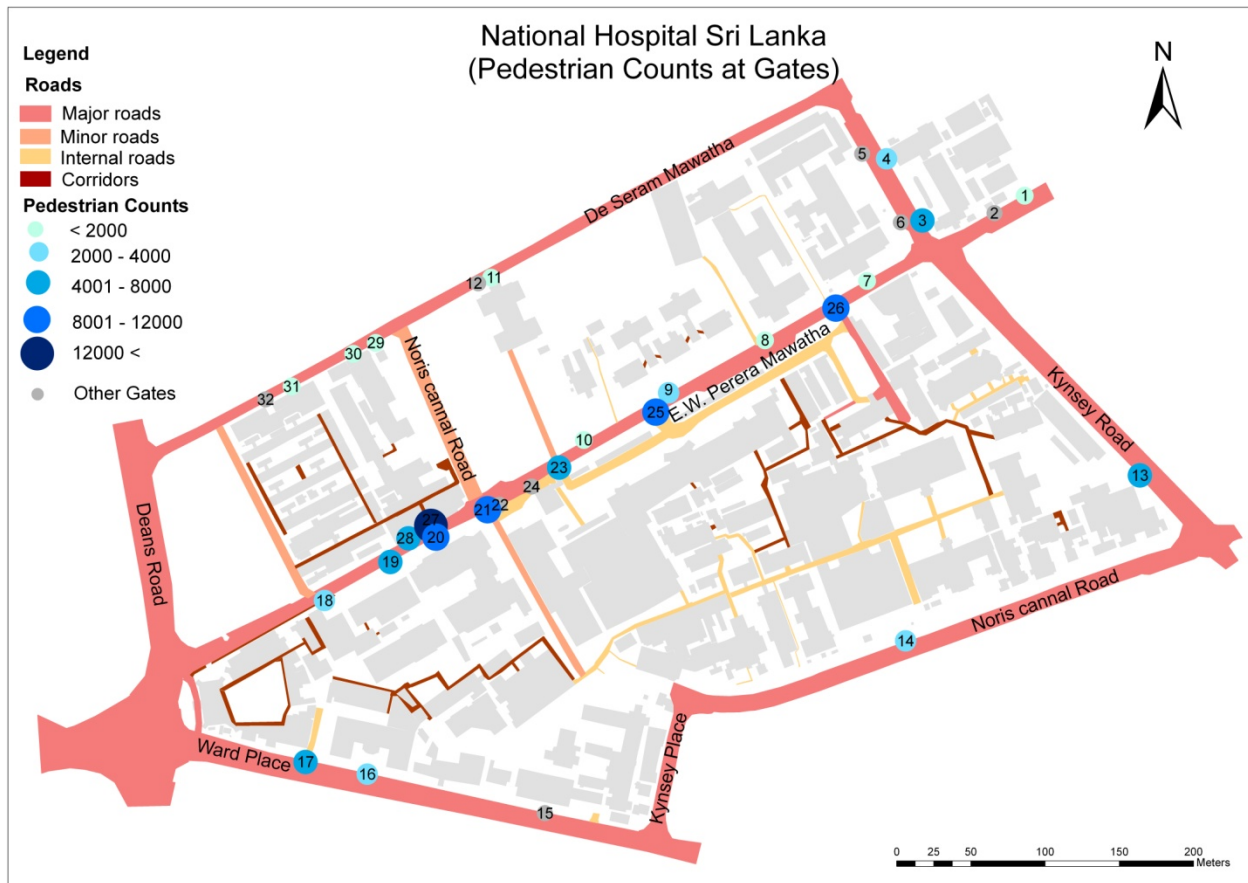 National Hospital Sri Lanka
(Pedestrian Counts at Gates)
N
Legend
Roads
Major roads
Minor roads
Internal roads
Corridors
Pedestrian Counts
< 2000
2000 - 4000
4001 - 8000
8001 - 12000
12000 <
Other Gates
De Seram Mawatha
5
4
1
2
6
3
7
12
11
26
Noris cannal Road
30
29
8
E.W. Perera Mawatha
Kynsey Road
32
31
9
25
10
23
24
13
Deans Road
21
22
27
28
20
19
18
Noris cannal Road
14
Kynsey Place
Ward Place
17
16
15
0 25 50 100 150 200
Meters